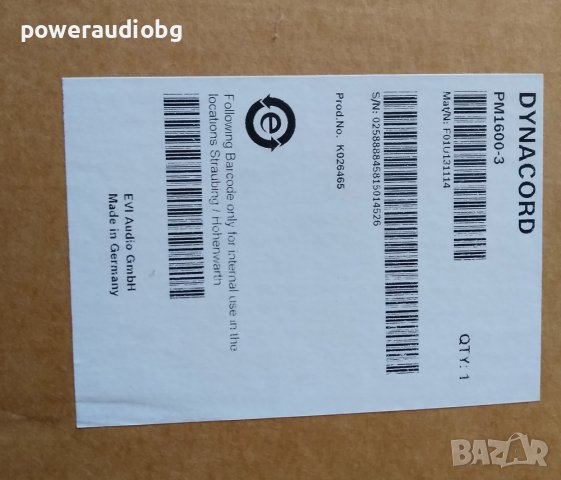 poweraudiobg
DYNACORD
PM1600-3
Mat/N: F01U131114
QTY: 1
S/N: 025888845815014526
Prod.No. K026465
e
Following Barcode only for internal use in the
locations Straubing / Hohenwarth
EVI Audio GmbH
Made in Germany
BAZAR